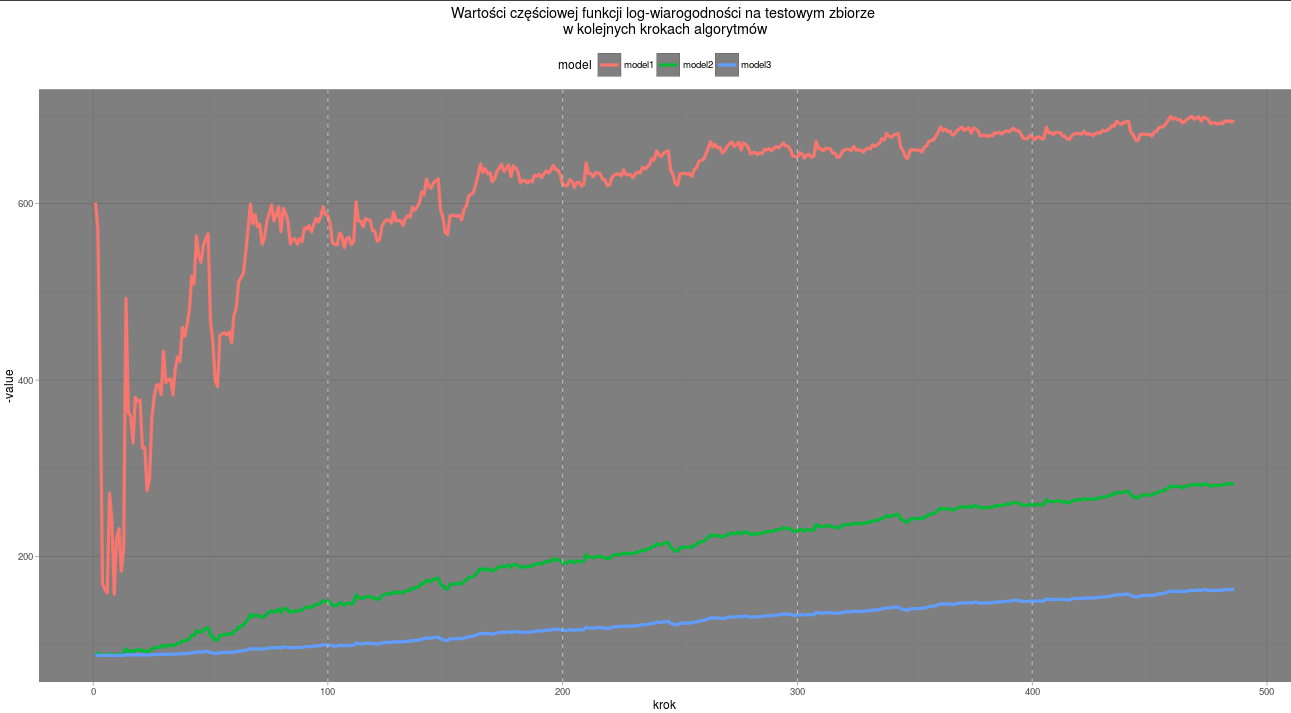 Wartości częściowej funkcji log-wiarogodności na testowym zbiorze
w kolejnych krokach algorytmów
model model1 model2 model3
-value
600
400
200
0 100 200 300 400 500
krok